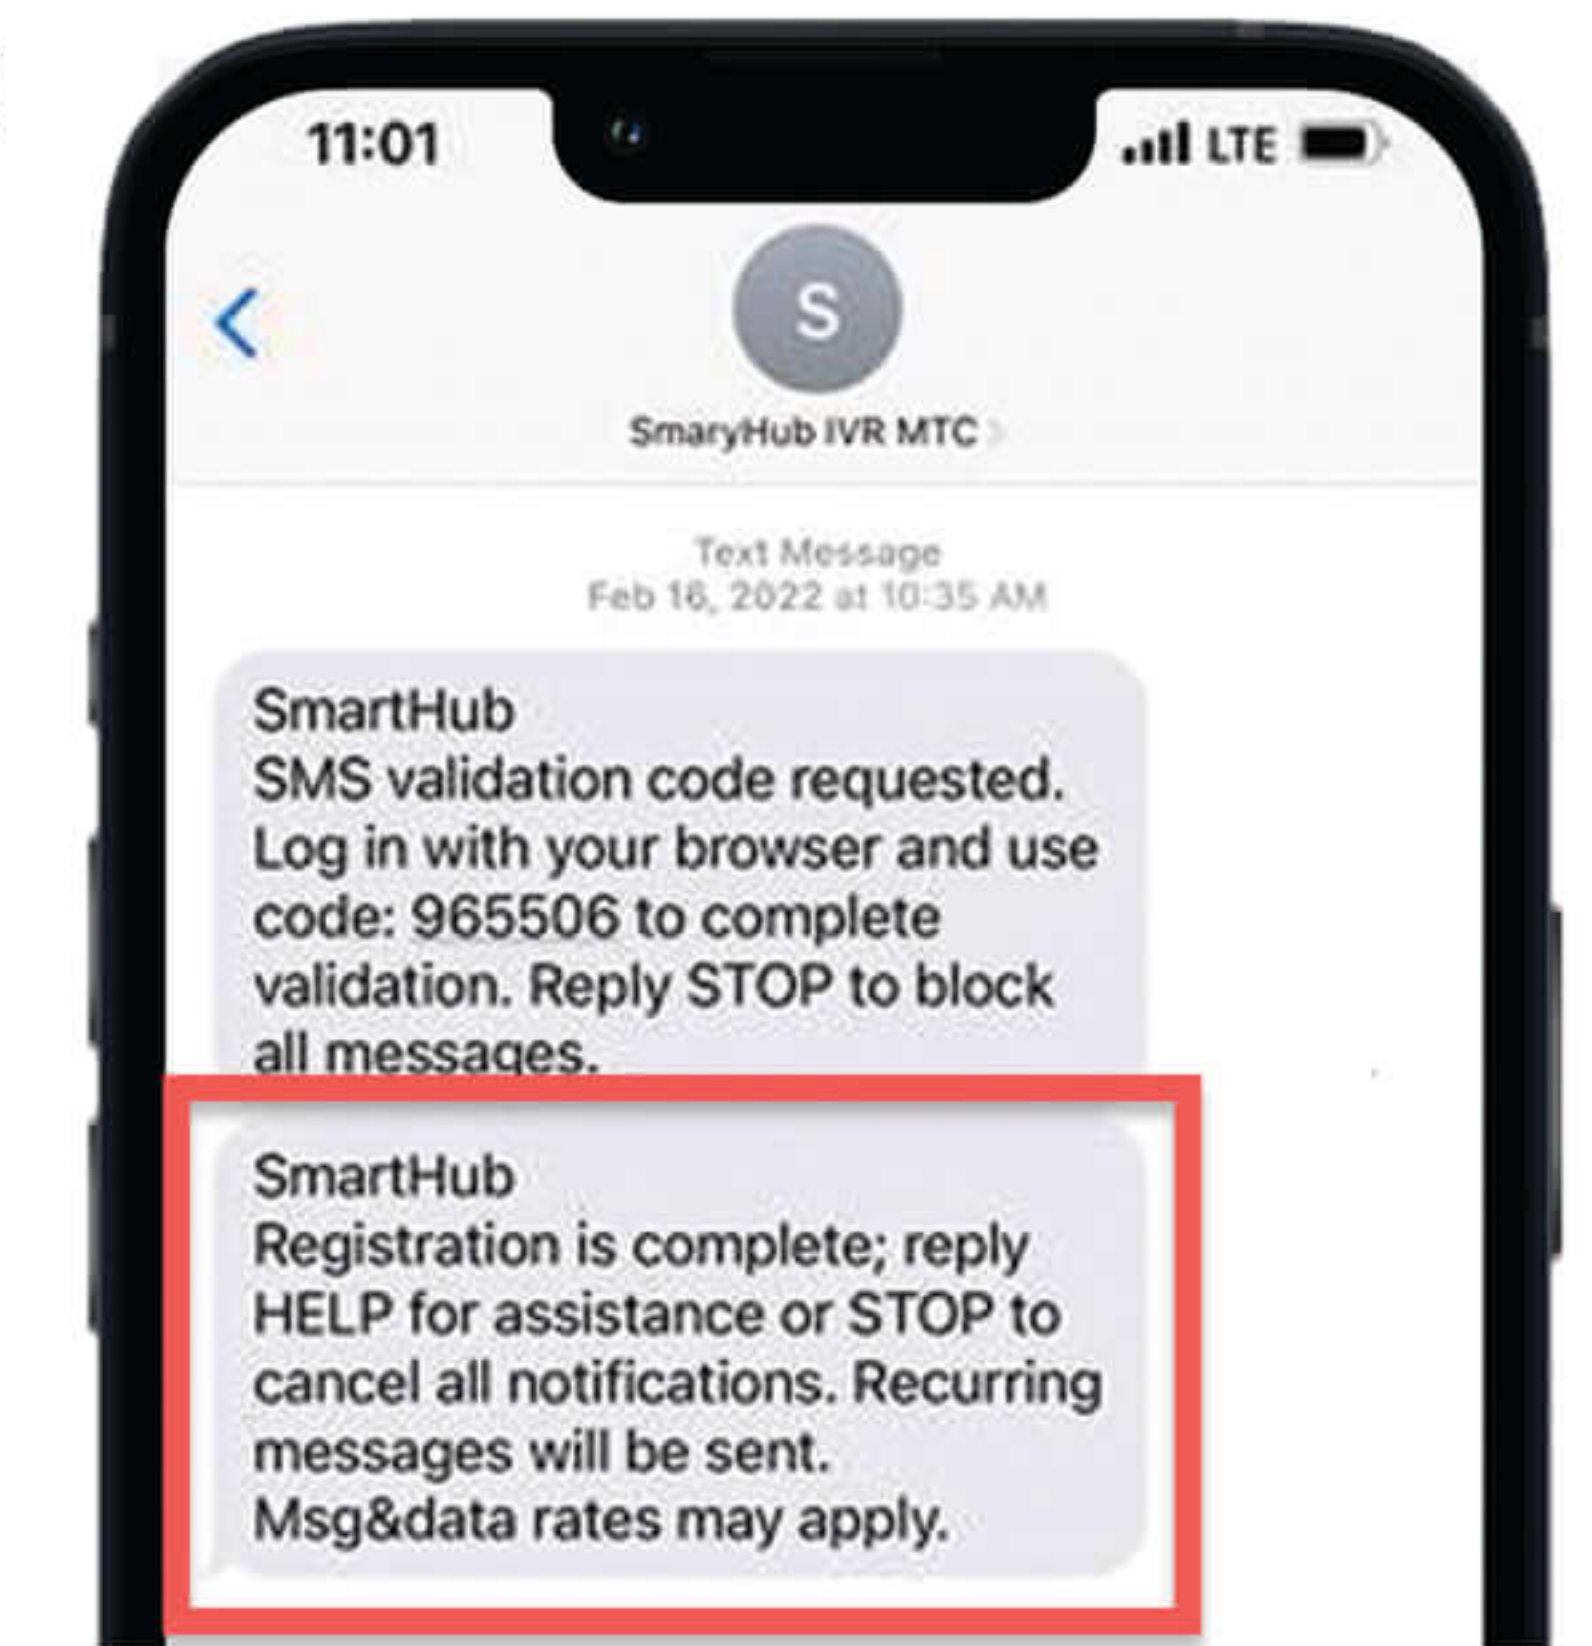 11:01
LTE
S
SmaryHub IVR MTC
Text Message
Feb 16, 2022 at 10:35 AM
SmartHub
SMS validation code requested.
Log in with your browser and use
code: 965506 to complete
validation. Reply STOP to block
all messages.
SmartHub
Registration is complete; reply
HELP for assistance or STOP to
cancel all notifications. Recurring
messages will be sent.
Msg&data rates may apply.